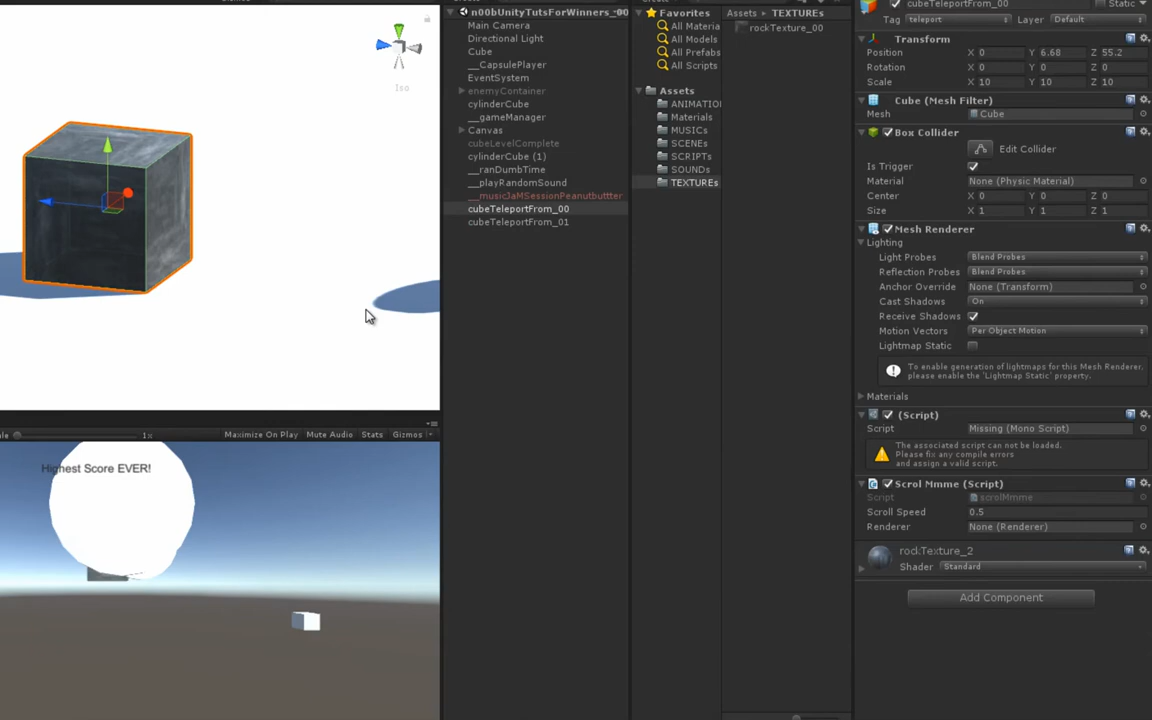 Iso
Maximize On Play Mute Audio Stats Gizmos
1x
Highest Score EVER!
n00bUnityTutsForWinners_00
Main Camera
Directional Light
Cube
__CapsulePlayer
EventSystem
enemyContainer
cylinderCube
__gameManager
Canvas
cubeLevelComplete
cylinderCube (1)
__ranDumbTime
__playRandomSound
__musicJaMSessionPeanutbuttter
cubeTeleportFrom_00
cubeTeleportFrom_01
Favorites
All Materia
All Models
All Prefabs
All Scripts
Assets
ANIMATIO
Materials
MUSICs
SCENEs
SCRIPTs
SOUNDs
TEXTUREs
Assets TEXTUREs
rockTexture_00
cubeTeleportFrom_00 Static
Tag teleport Layer Default
Transform
Position X 0 Y 6.68 Z 55.2
Rotation X 0 Y 0 Z 0
Scale X 10 Y 10 Z 10
Cube (Mesh Filter)
Mesh Cube
Box Collider
Edit Collider
Is Trigger
Material None (Physic Material)
Center X 0 Y 0 Z 0
Size X 1 Y 1 Z 1
Mesh Renderer
Lighting
Light Probes Blend Probes
Reflection Probes Blend Probes
Anchor Override None (Transform)
Cast Shadows On
Receive Shadows
Motion Vectors Per Object Motion
Lightmap Static
To enable generation of lightmaps for this Mesh Renderer,
please enable the 'Lightmap Static' property.
Materials
(Script)
Script Missing (Mono Script)
The associated script can not be loaded.
Please fix any compile errors
and assign a valid script.
Scrol Mmme (Script)
Script scrolMmme
Scroll Speed 0.5
Renderer None (Renderer)
rockTexture_2
Shader Standard
Add Component